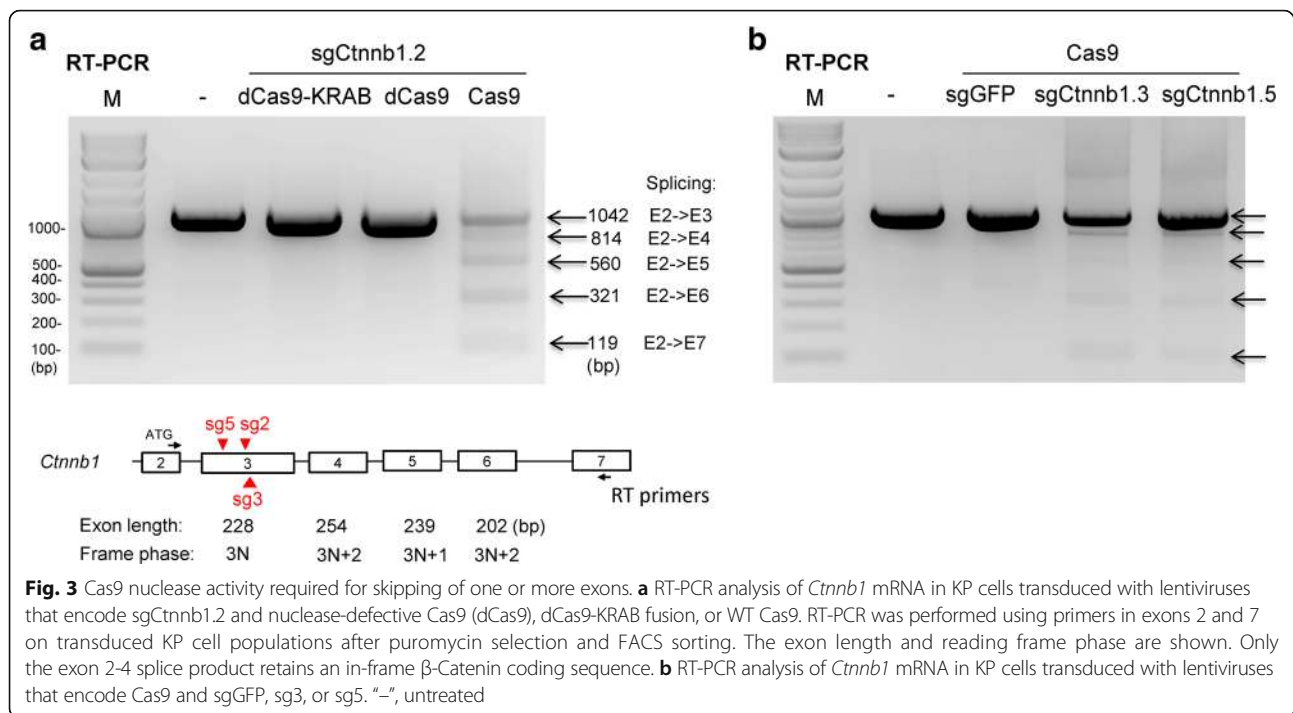 a
sgCtnnb1.2
RT-PCR
M - dCas9-KRAB dCas9 Cas9
Splicing:
1042 E2->E3
1000-
814 E2->E4
560 E2->E5
500-
400-
321 E2->E6
300-
200-
119 E2->E7
100-
(bp) (bp)
b
Cas9
RT-PCR
M - sgGFP sgCtnnb1.3 sgCtnnb1.5
sg5 sg2
ATG
Ctnnb1 2 3 4 5 6 7
sg3
RT primers
Exon length: 228 254 239 202 (bp)
Frame phase: 3N 3N+2 3N+1 3N+2
Fig. 3 Cas9 nuclease activity required for skipping of one or more exons. a RT-PCR analysis of Ctnnb1 mRNA in KP cells transduced with lentiviruses
that encode sgCtnnb1.2 and nuclease-defective Cas9 (dCas9), dCas9-KRAB fusion, or WT Cas9. RT-PCR was performed using primers in exons 2 and 7
on transduced KP cell populations after puromycin selection and FACS sorting. The exon length and reading frame phase are shown. Only
the exon 2-4 splice product retains an in-frame β-Catenin coding sequence. b RT-PCR analysis of Ctnnb1 mRNA in KP cells transduced with lentiviruses
that encode Cas9 and sgGFP, sg3, or sg5. “–”, untreated